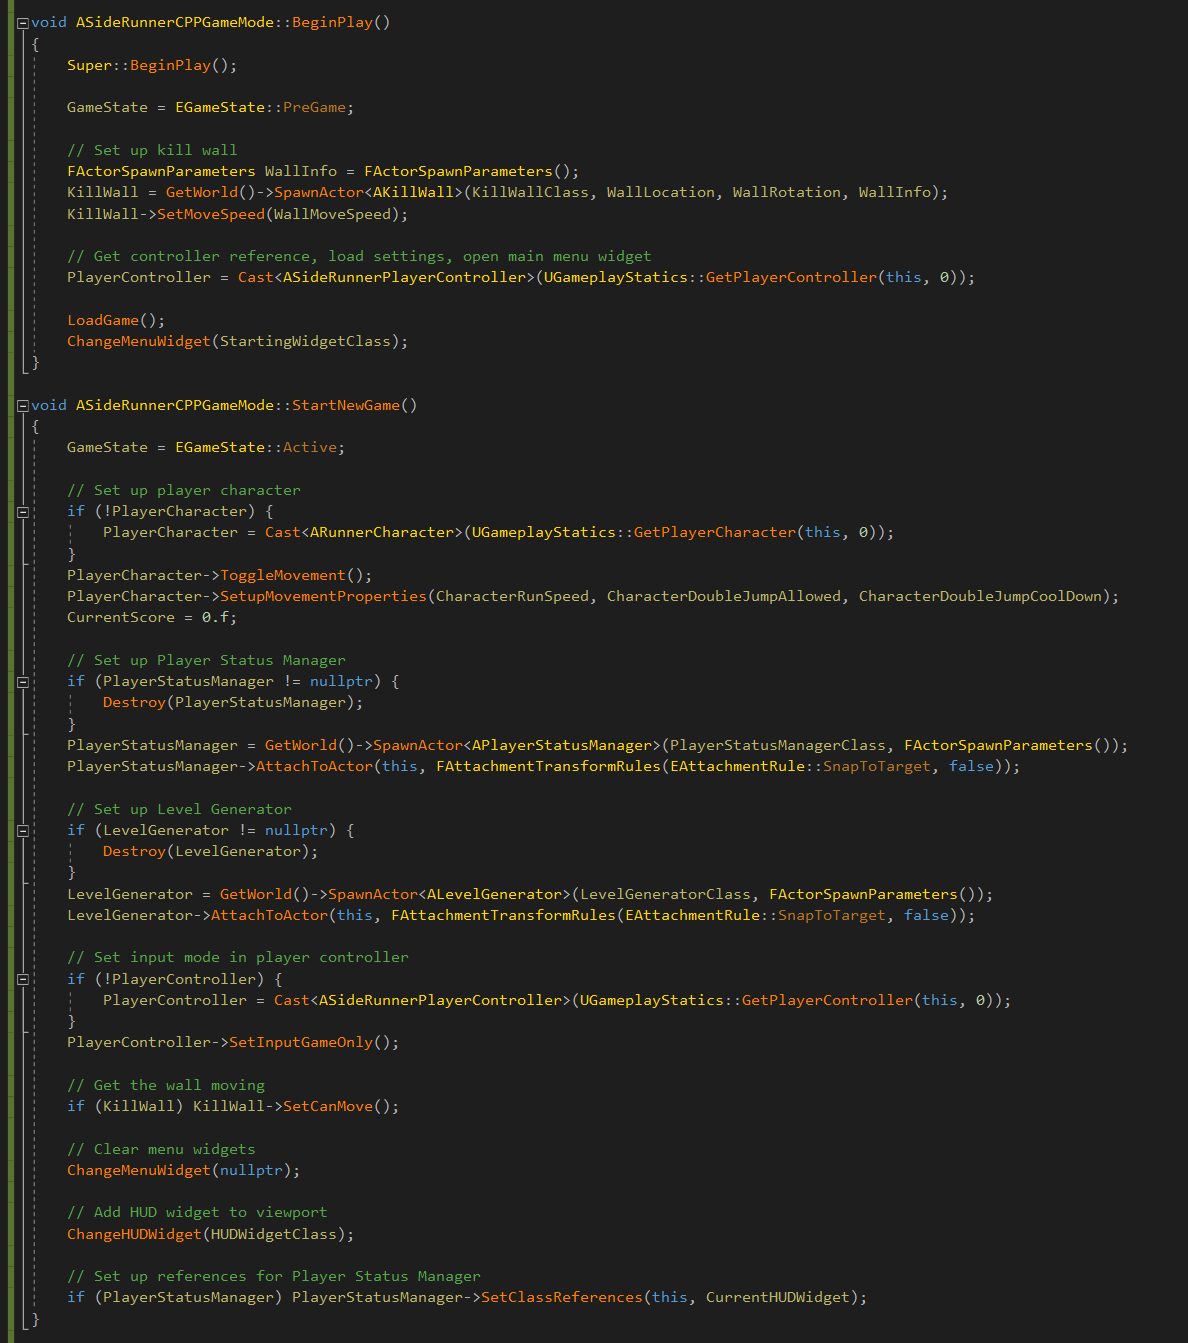 void ASideRunnerCPPGameMode::BeginPlay()
{
    Super::BeginPlay();

    GameState = EGameState::PreGame;

    // Set up kill wall
    FActorSpawnParameters WallInfo = FActorSpawnParameters();
    KillWall = GetWorld()->SpawnActor<AKillWall>(KillWallClass, WallLocation, WallRotation, WallInfo);
    KillWall->SetMoveSpeed(WallMoveSpeed);

    // Get controller reference, load settings, open main menu widget
    PlayerController = Cast<ASideRunnerPlayerController>(UGameplayStatics::GetPlayerController(this, 0));

    LoadGame();
    ChangeMenuWidget(StartingWidgetClass);
}

void ASideRunnerCPPGameMode::StartNewGame()
{
    GameState = EGameState::Active;

    // Set up player character
    if (!PlayerCharacter) {
        PlayerCharacter = Cast<ARunnerCharacter>(UGameplayStatics::GetPlayerCharacter(this, 0));
    }
    PlayerCharacter->ToggleMovement();
    PlayerCharacter->SetupMovementProperties(CharacterRunSpeed, CharacterDoubleJumpAllowed, CharacterDoubleJumpCoolDown);
    CurrentScore = 0.f;

    // Set up Player Status Manager
    if (PlayerStatusManager != nullptr) {
        Destroy(PlayerStatusManager);
    }
    PlayerStatusManager = GetWorld()->SpawnActor<APlayerStatusManager>(PlayerStatusManagerClass, FActorSpawnParameters());
    PlayerStatusManager->AttachToActor(this, FAttachmentTransformRules(EAttachmentRule::SnapToTarget, false));

    // Set up Level Generator
    if (LevelGenerator != nullptr) {
        Destroy(LevelGenerator);
    }
    LevelGenerator = GetWorld()->SpawnActor<ALevelGenerator>(LevelGeneratorClass, FActorSpawnParameters());
    LevelGenerator->AttachToActor(this, FAttachmentTransformRules(EAttachmentRule::SnapToTarget, false));

    // Set input mode in player controller
    if (!PlayerController) {
        PlayerController = Cast<ASideRunnerPlayerController>(UGameplayStatics::GetPlayerController(this, 0));
    }
    PlayerController->SetInputGameOnly();

    // Get the wall moving
    if (KillWall) KillWall->SetCanMove();

    // Clear menu widgets
    ChangeMenuWidget(nullptr);

    // Add HUD widget to viewport
    ChangeHUDWidget(HUDWidgetClass);

    // Set up references for Player Status Manager
    if (PlayerStatusManager) PlayerStatusManager->SetClassReferences(this, CurrentHUDWidget);
}